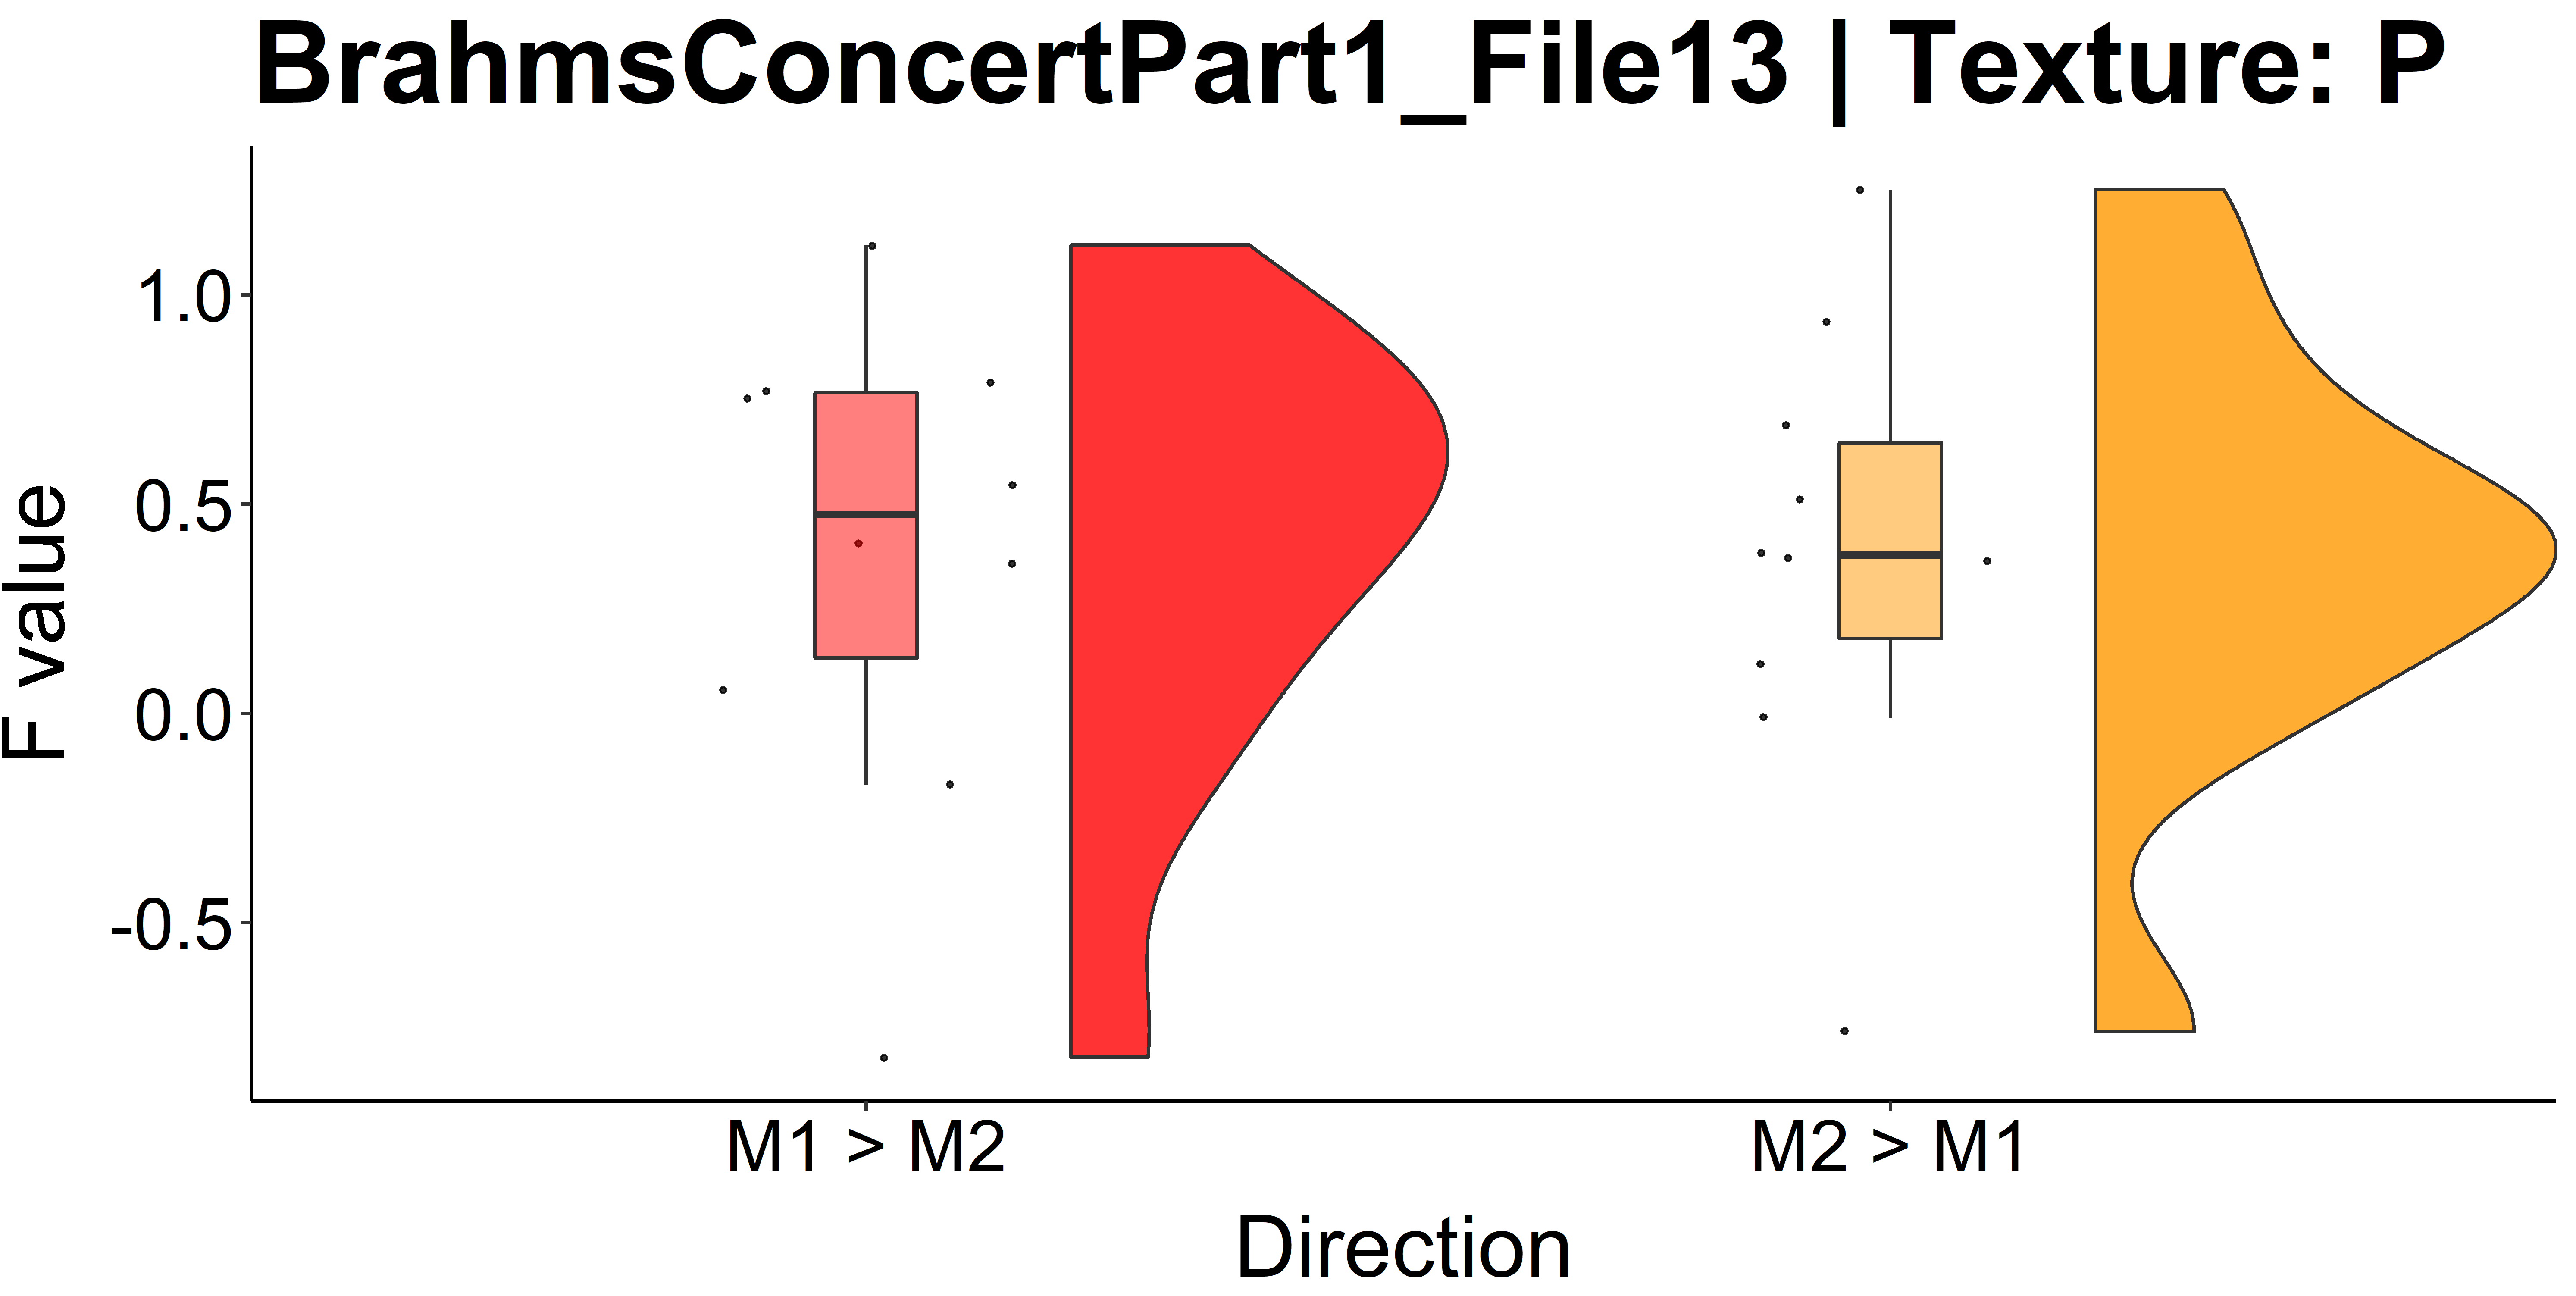 BrahmsConcertPart1_File13 | Texture: P
F value
1.0
0.5
0.0
-0.5
M1 > M2
M2 > M1
Direction